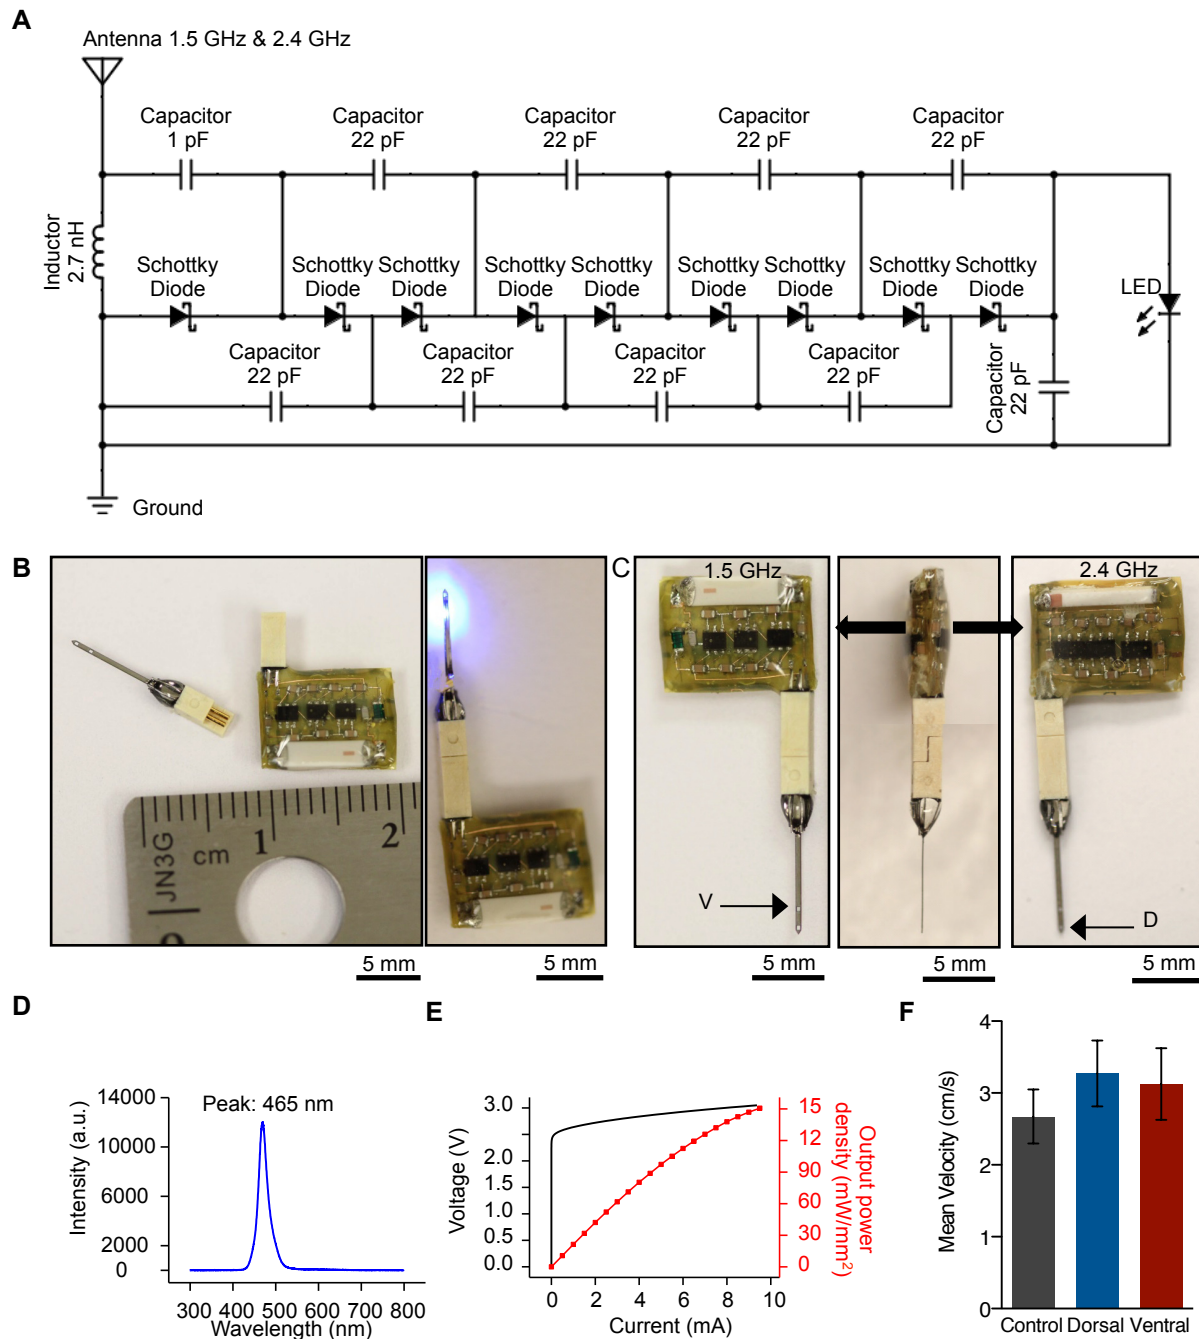 A
Antenna 1.5 GHz & 2.4 GHz
Capacitor
1 pF
Capacitor
22 pF
Capacitor
22 pF
Capacitor
22 pF
Capacitor
22 pF
Inductor
2.7 nH
Schottky
Diode
Schottky
Diode
Schottky
Diode
Schottky
Diode
Schottky
Diode
Schottky
Diode
Schottky
Diode
Schottky
Diode
Schottky
Diode
LED
Capacitor
22 pF
Capacitor
22 pF
Capacitor
22 pF
Capacitor
22 pF
Capacitor
22 pF
Ground
B
JN3G
cm
1
2
5 mm
5 mm
C
1.5 GHz
2.4 GHz
V
D
5 mm
5 mm
5 mm
D
Peak: 465 nm
Intensity (a.u.)
14000
12000
9000
6000
2000
0
300 400 500 600 700 800
Wavelength (nm)
E
Voltage (V)
3.0
2.5
2.0
1.5
1.0
0.5
0.0
0 2 4 6 8 10
Current (mA)
15
12
90
60
30
0
Output power
density (mW/mm2)
F
Mean Velocity (cm/s)
4
3
2
1
0
Control Dorsal Ventral